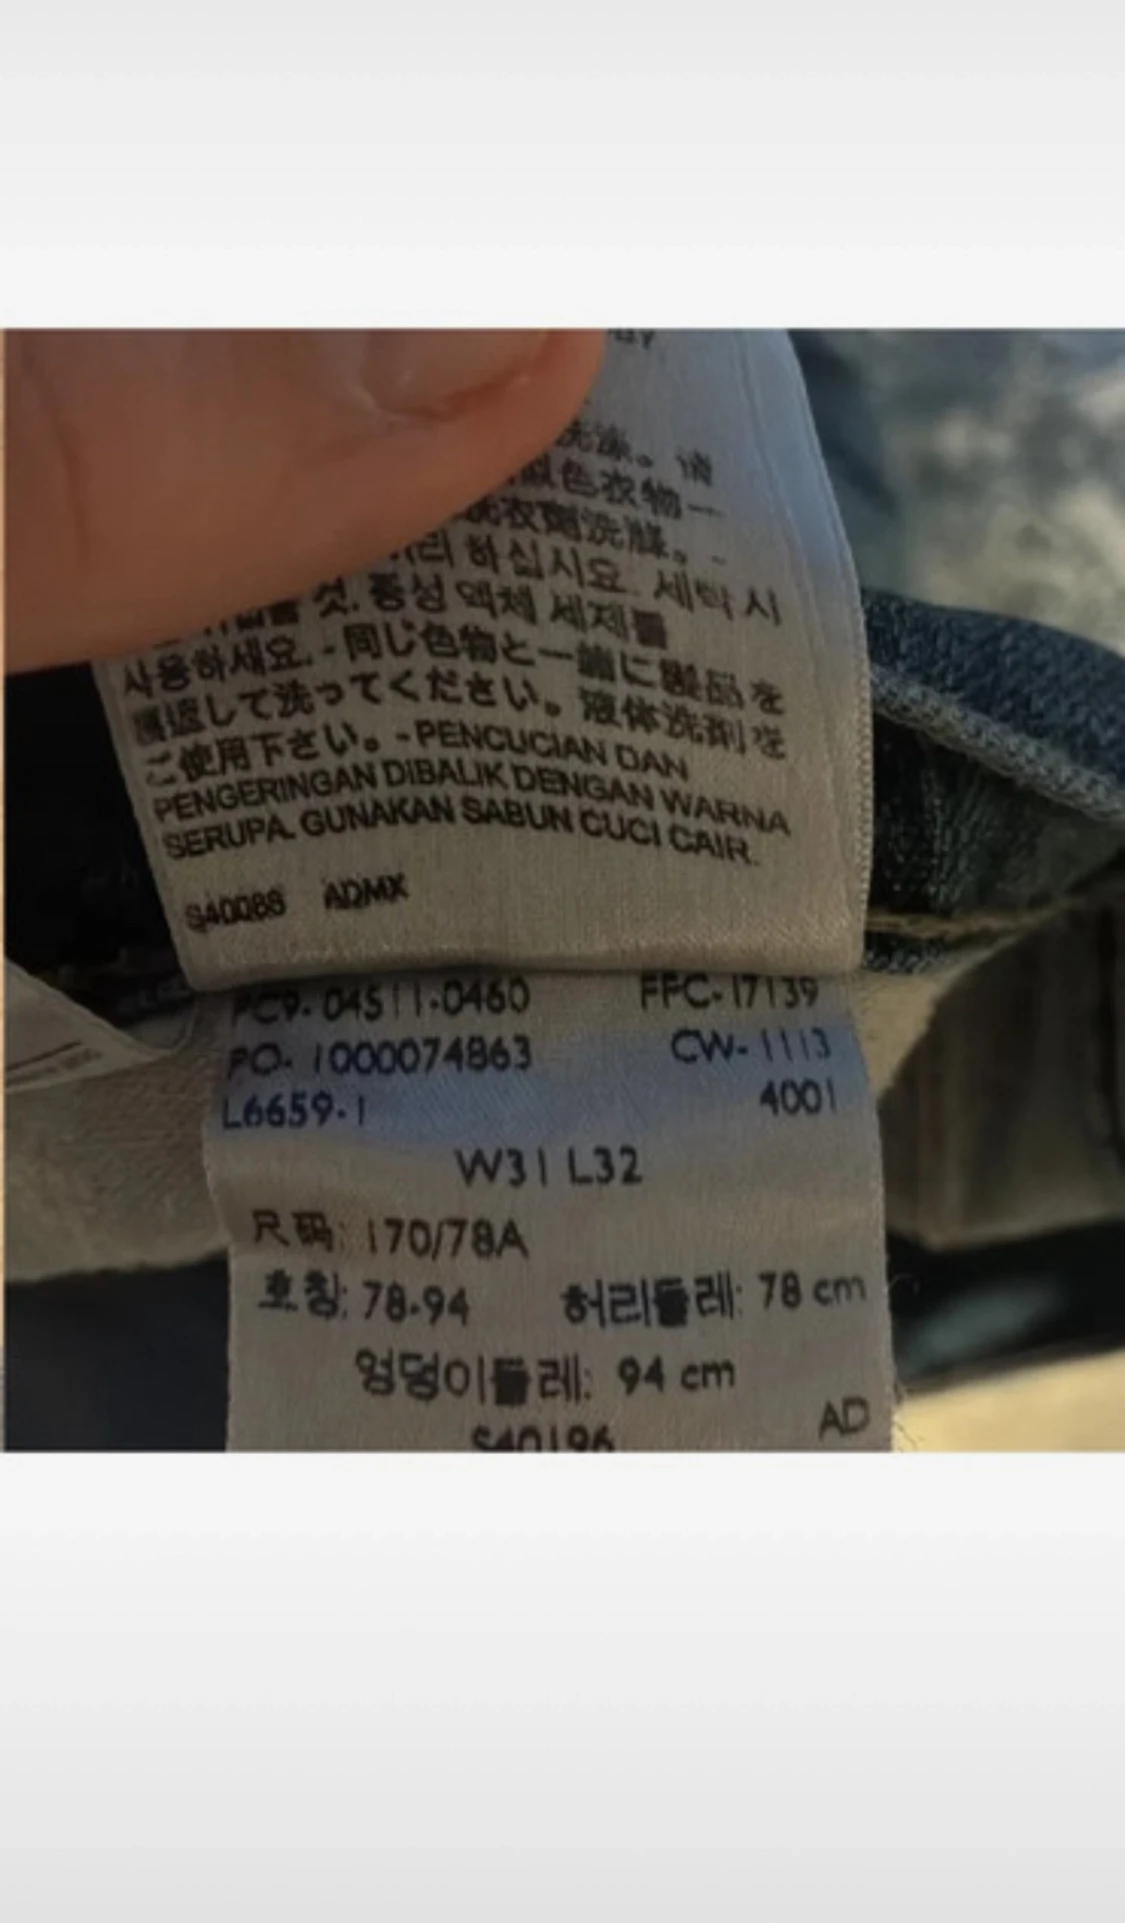 洗涤。请
色衣物一
하십시요. 세탁 시
것. 중성 액체 세제를
사용하세요. - 同じ色物と一緒に製品を
裏返して洗ってください。液体洗剤を
ご使用下さい。- PENCUCIAN DAN
PENGERINGAN DIBALIK DENGAN WARNA
SERUPA. GUNAKAN SABUN CUCI CAIR.
S40088 ADMX
PC9- 04511-0460 FFC- 17139
PO- 1000074863 CW- 1113
L6659-1 4001
W31 L32
尺码: 170/78A
호칭: 78-94 허리둘레: 78 cm
엉덩이둘레: 94 cm
AD
S40196